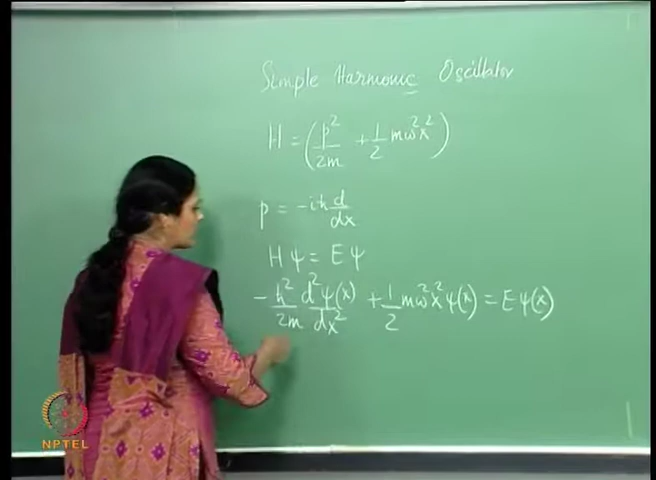 Simple Harmonic Oscillator
H = (p²/2m + 1/2 mω²x²)
p = -iħ d/dx
Hψ = Eψ
-ħ²/2m d²ψ(x)/dx² + 1/2 mω²x²ψ(x) = Eψ(x)
NPTEL